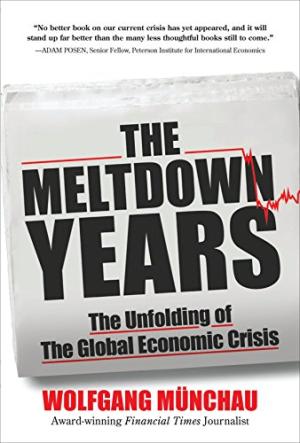 “No better book on our current crisis has yet appeared, and it will
stand up far better than the many less thoughtful books still to come.”
—ADAM POSEN, Senior Fellow, Peterson Institute for International Economics
THE
MELTDOWN
YEARS
The Unfolding of
The Global Economic Crisis
WOLFGANG MÜNCHAU
Award-winning Financial Times Journalist